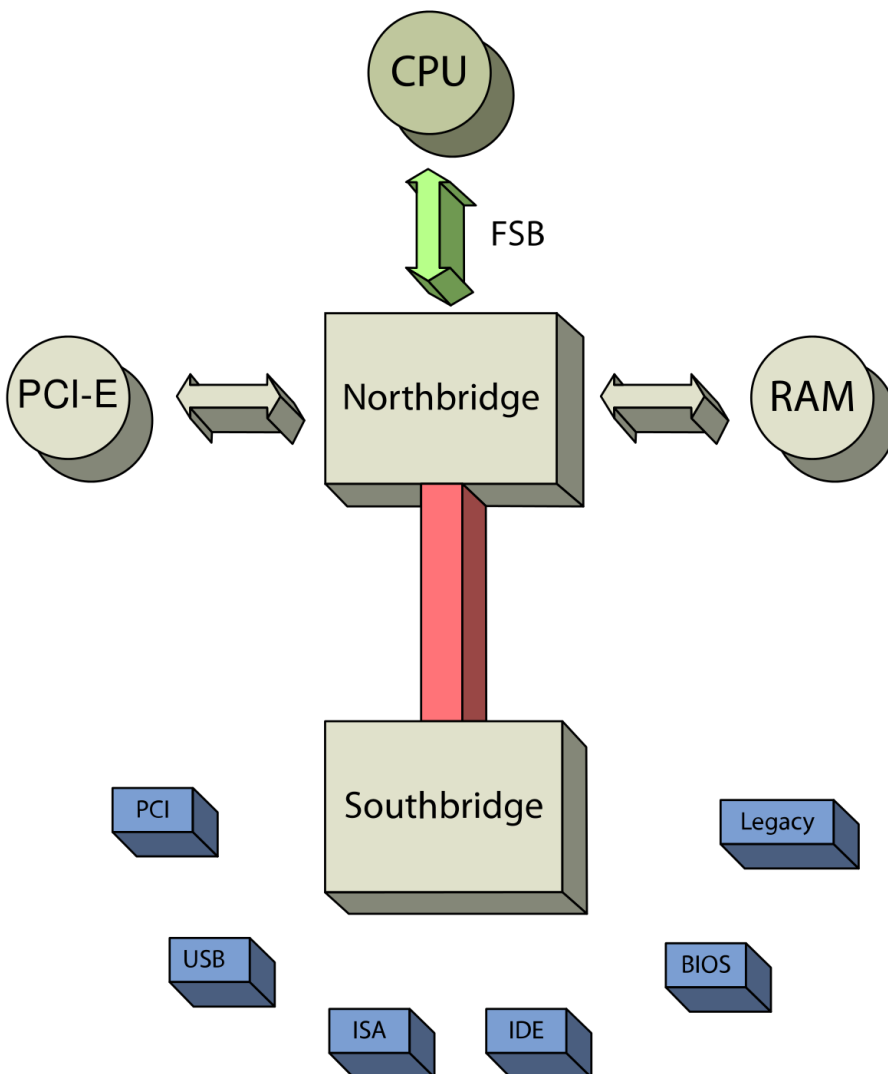 CPU
FSB
PCI-E
Northbridge
RAM
Southbridge
PCI
Legacy
USB
BIOS
ISA
IDE